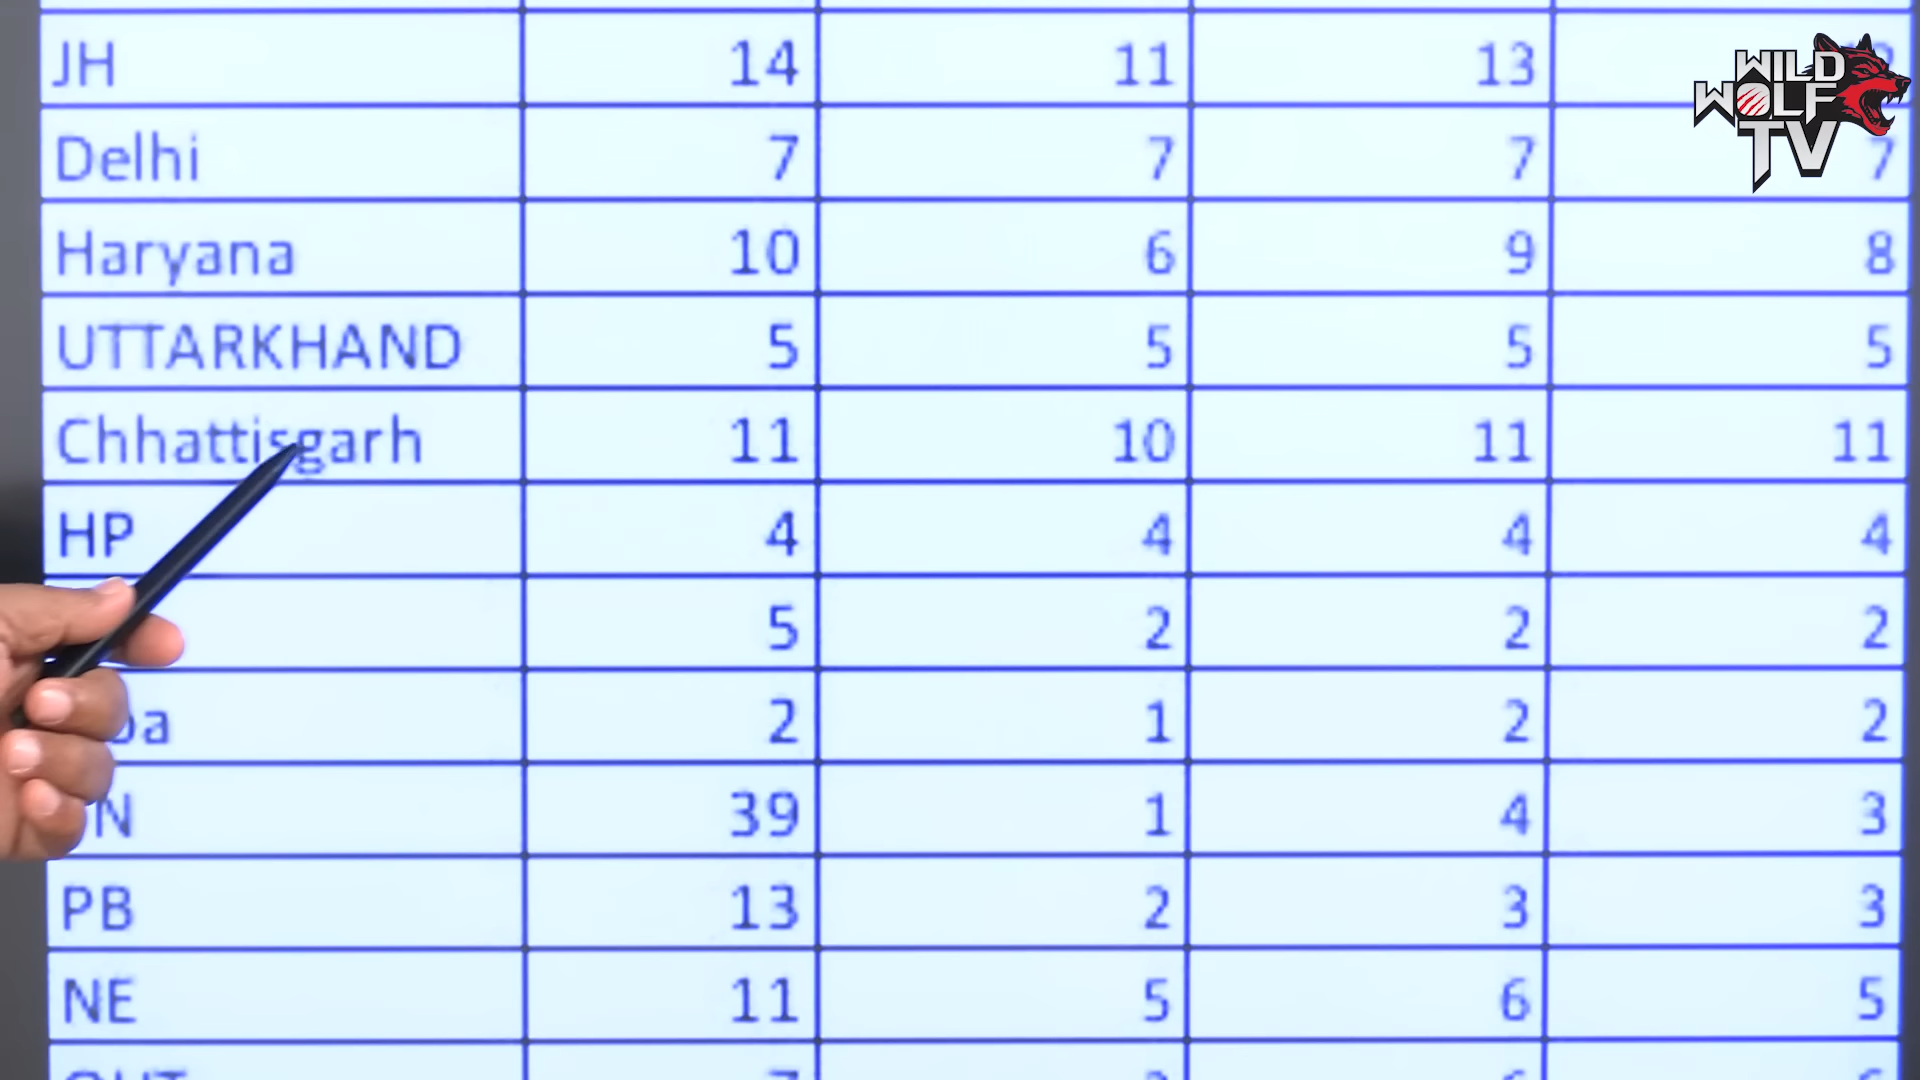 JH 14 11 13
WILD
WOLF
TV
Delhi 7 7 7 7
Haryana 10 6 9 8
UTTARKHAND 5 5 5 5
Chhattisgarh 11 10 11 11
HP 4 4 4 4
5 2 2 2
2 1 2 2
39 1 4 3
PB 13 2 3 3
NE 11 5 6 5